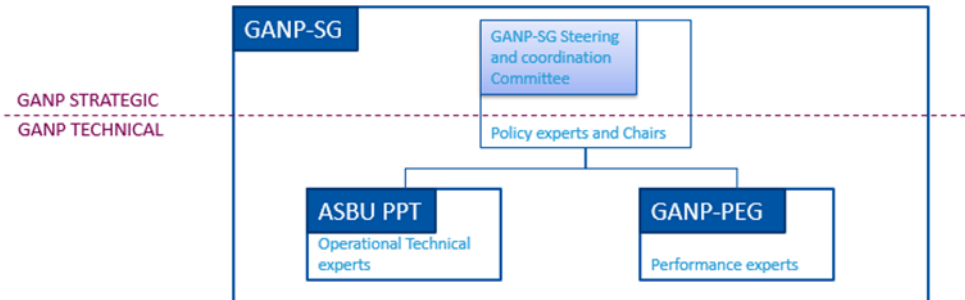 GANP-SG
GANP-SG Steering
and coordination
Committee
GANP STRATEGIC
GANP TECHNICAL
Policy experts and Chairs
ASBU PPT
Operational Technical
experts
GANP-PEG
Performance experts